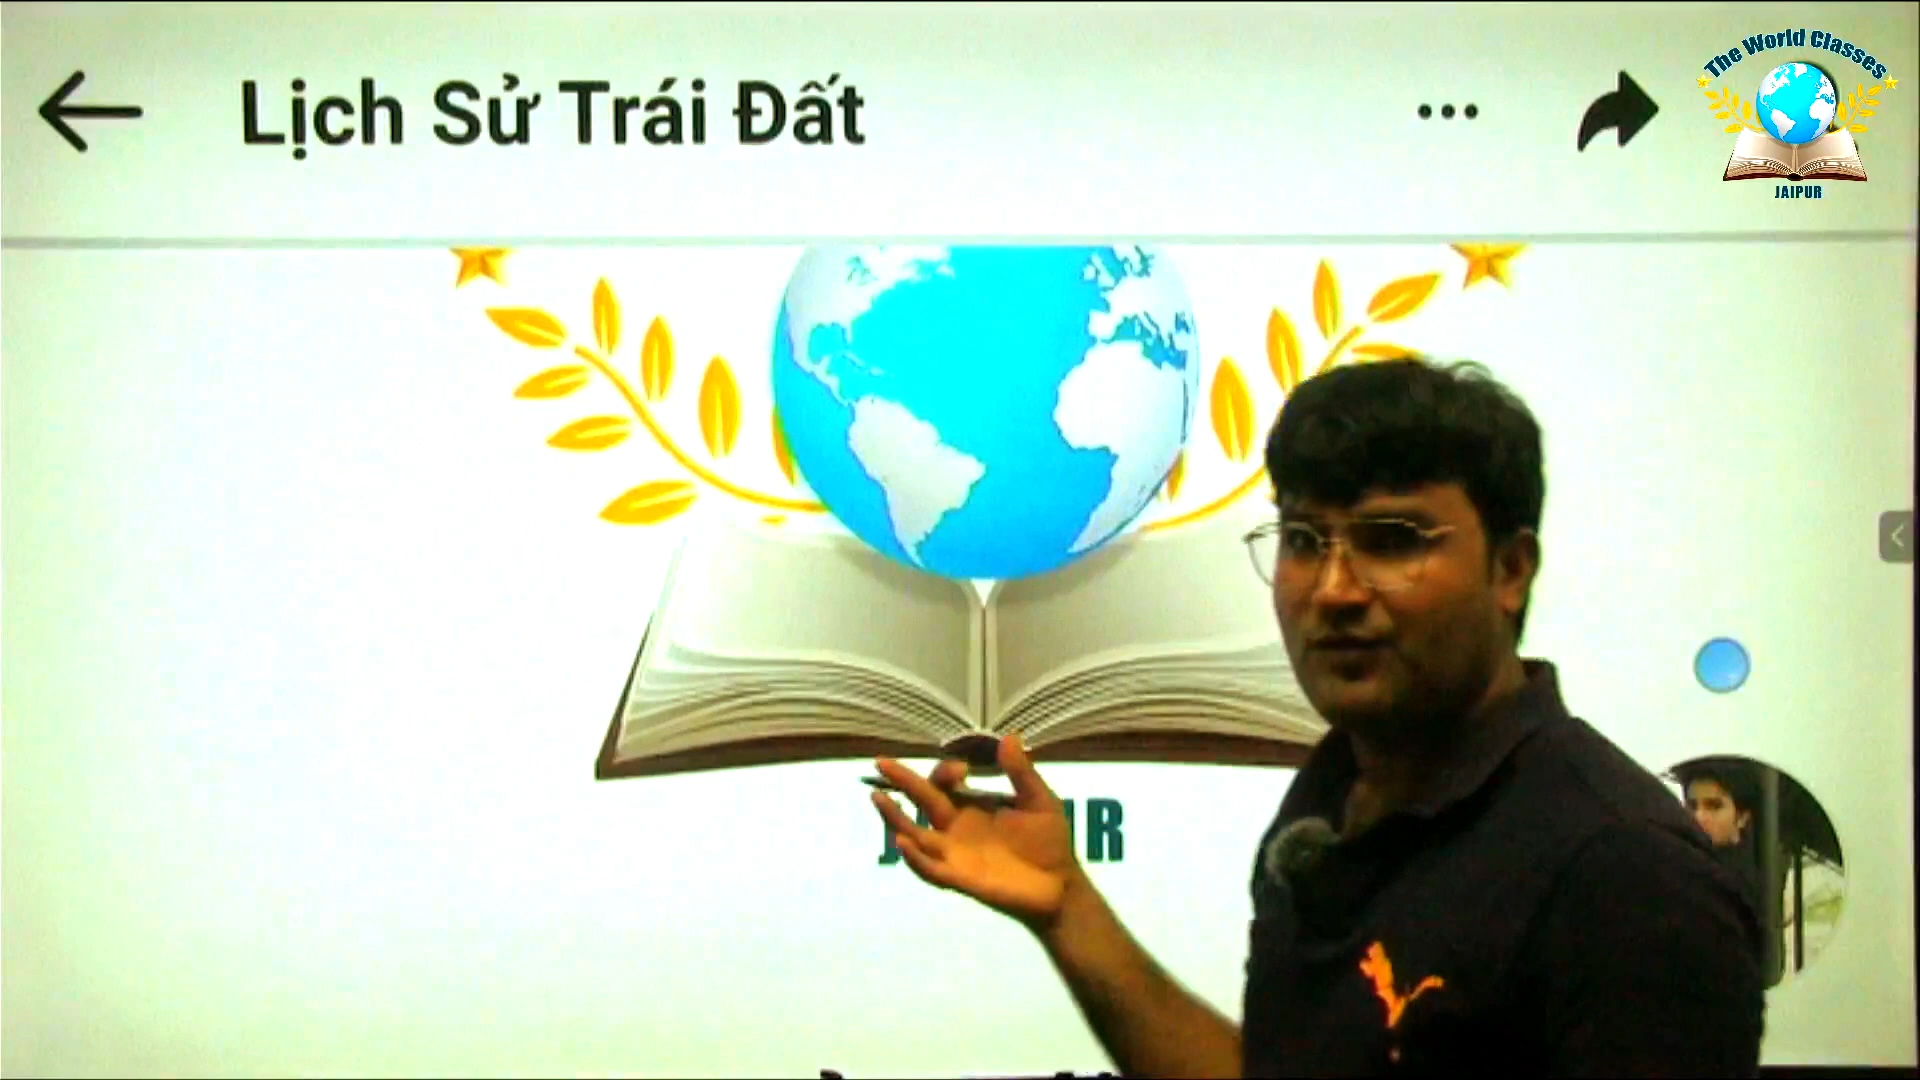 Lịch Sử Trái Đất
The World Classes
JAIPUR